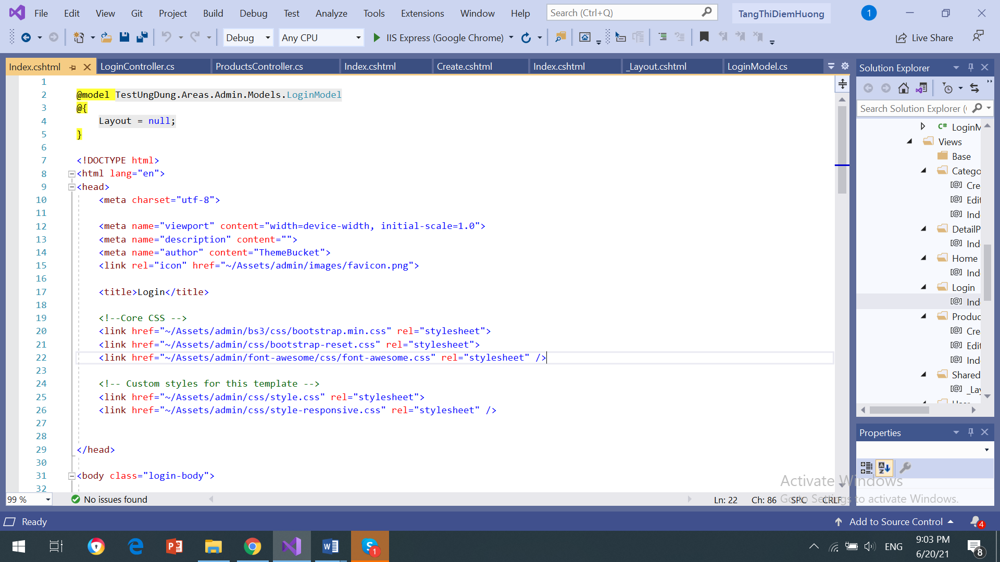 File Edit View Git Project Build Debug Test Analyze Tools Extensions Window Help Search (Ctrl+Q) TangThiDiemHuong 1
Debug Any CPU IIS Express (Google Chrome) Live Share
Index.cshtml LoginController.cs ProductsController.cs Index.cshtml Create.cshtml Index.cshtml _Layout.cshtml LoginModel.cs
1
2 @model TestUngDung.Areas.Admin.Models.LoginModel
3 @{
4 Layout = null;
5 }
6
7 <!DOCTYPE html>
8 <html lang="en">
9 <head>
10 <meta charset="utf-8">
11
12 <meta name="viewport" content="width=device-width, initial-scale=1.0">
13 <meta name="description" content="">
14 <meta name="author" content="ThemeBucket">
15 <link rel="icon" href="~/Assets/admin/images/favicon.png">
16
17 <title>Login</title>
18
19 <!--Core CSS -->
20 <link href="~/Assets/admin/bs3/css/bootstrap.min.css" rel="stylesheet">
21 <link href="~/Assets/admin/css/bootstrap-reset.css" rel="stylesheet">
22 <link href="~/Assets/admin/font-awesome/css/font-awesome.css" rel="stylesheet" />
23
24 <!-- Custom styles for this template -->
25 <link href="~/Assets/admin/css/style.css" rel="stylesheet">
26 <link href="~/Assets/admin/css/style-responsive.css" rel="stylesheet" />
27
28
29 </head>
30
31 <body class="login-body">
32
99 % No issues found Ln: 22 Ch: 86 SPC CRLF
Solution Explorer
Search Solution Explorer (
C# LoginM
Views
Base
Catego
[@] Cre
[@] Edit
[@] Ind
DetailP
[@] Ind
Home
[@] Ind
Login
[@] Ind
Produc
[@] Cre
[@] Edit
[@] Ind
Shared
[@] _Lay
Properties
Activate Windows
Go to Settings to activate Windows.
Ready Add to Source Control 4
1 ENG 9:03 PM
6/20/21 8